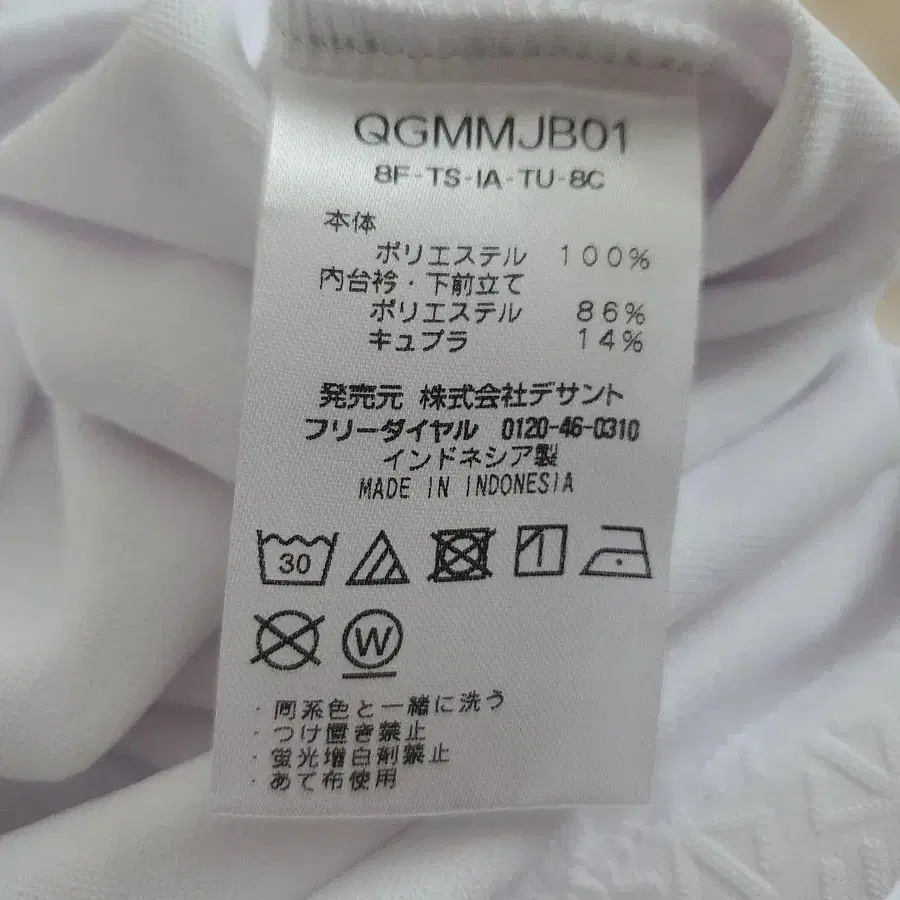 QGMMJB01
8F-TS-IA-TU-8C
本体
ポリエステル 100%
内台衿・下前立て
ポリエステル 86%
キュプラ 14%
発売元 株式会社デサント
フリーダイヤル 0120-46-0310
インドネシア製
MADE IN INDONESIA
30
W
・同系色と一緒に洗う
・つけ置き禁止
・蛍光増白剤禁止
・あて布使用